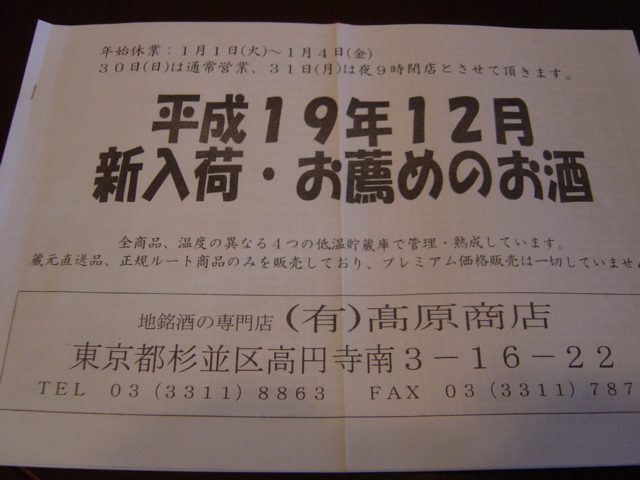 年始休業：１月１日(火)～１月４日(金)
３０日(日)は通常営業、３１日(月)は夜９時閉店とさせて頂きます。
平成１９年１２月
新入荷・お薦めのお酒
全商品、温度の異なる４つの低温貯蔵庫で管理・熟成しています。
蔵元直送品、正規ルート商品のみを販売しており、プレミアム価格販売は一切していませ
地銘酒の専門店 (有)髙原商店
東京都杉並区高円寺南３－１６－２２
ＴＥＬ ０３(３３１１)８８６３ ＦＡＸ ０３(３３１１)７８７